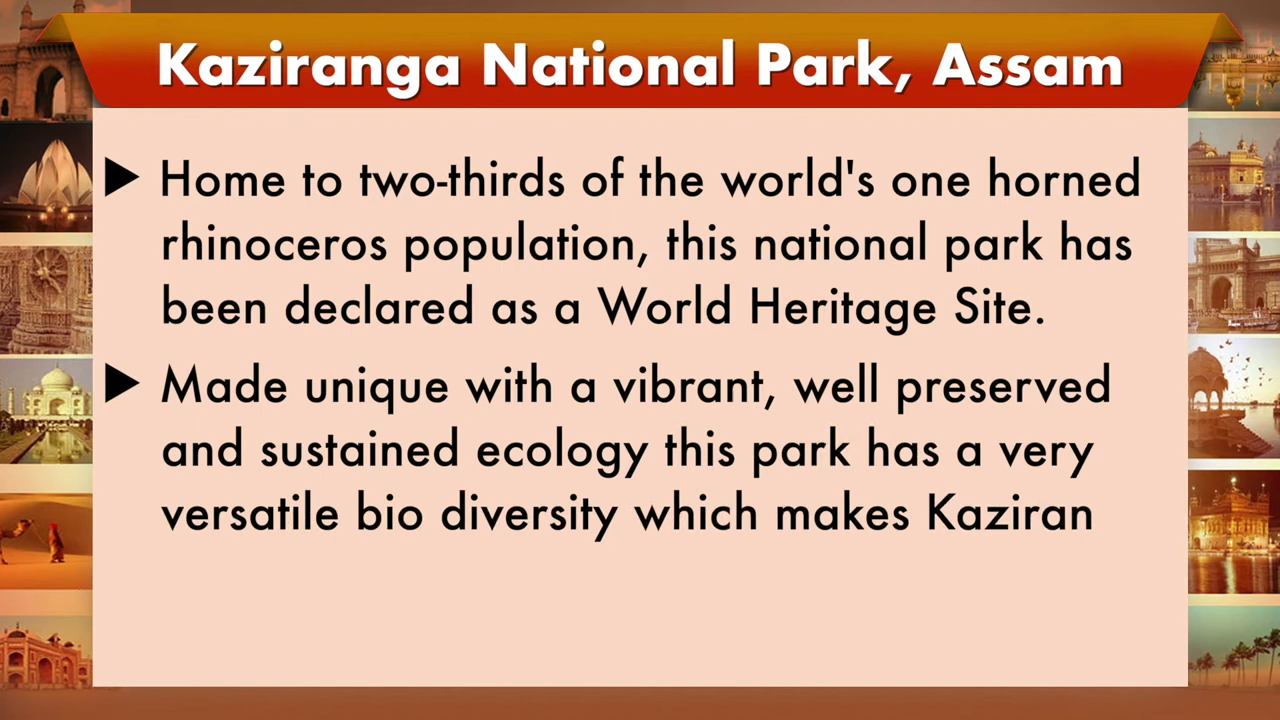 Kaziranga National Park, Assam
▶ Home to two-thirds of the world's one horned
rhinoceros population, this national park has
been declared as a World Heritage Site.
▶ Made unique with a vibrant, well preserved
and sustained ecology this park has a very
versatile bio diversity which makes Kaziran